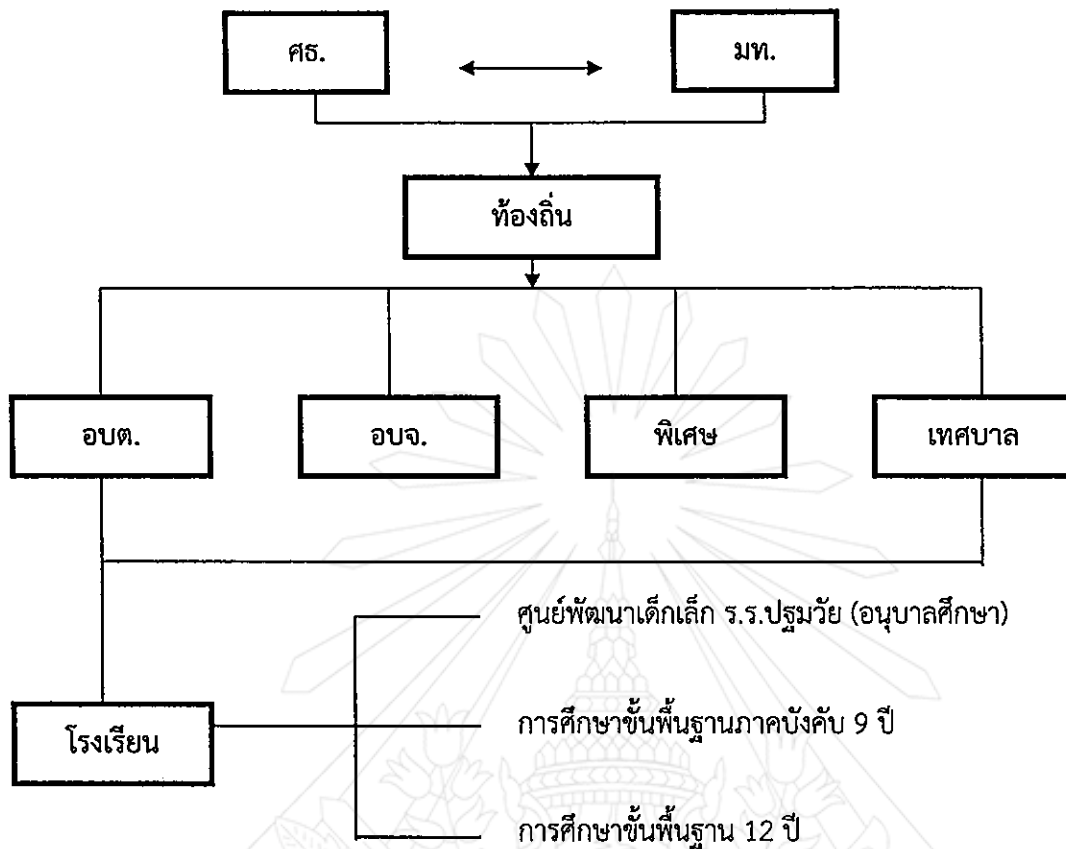 ศธ.
มท.
ท้องถิ่น
อบต.
อบจ.
พิเศษ
เทศบาล
ศูนย์พัฒนาเด็กเล็ก ร.ร.ปฐมวัย (อนุบาลศึกษา)
โรงเรียน
การศึกษาขั้นพื้นฐานภาคบังคับ 9 ปี
การศึกษาขั้นพื้นฐาน 12 ปี